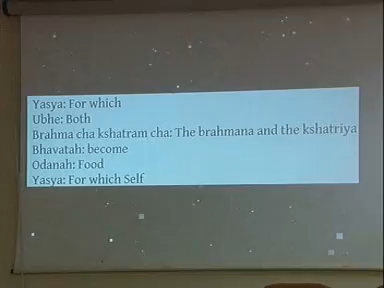 Yasya: For which
Ubhe: Both
Brahma cha kshatram cha: The brahmana and the kshatriya
Bhavatah: become
Odanah: Food
Yasya: For which Self